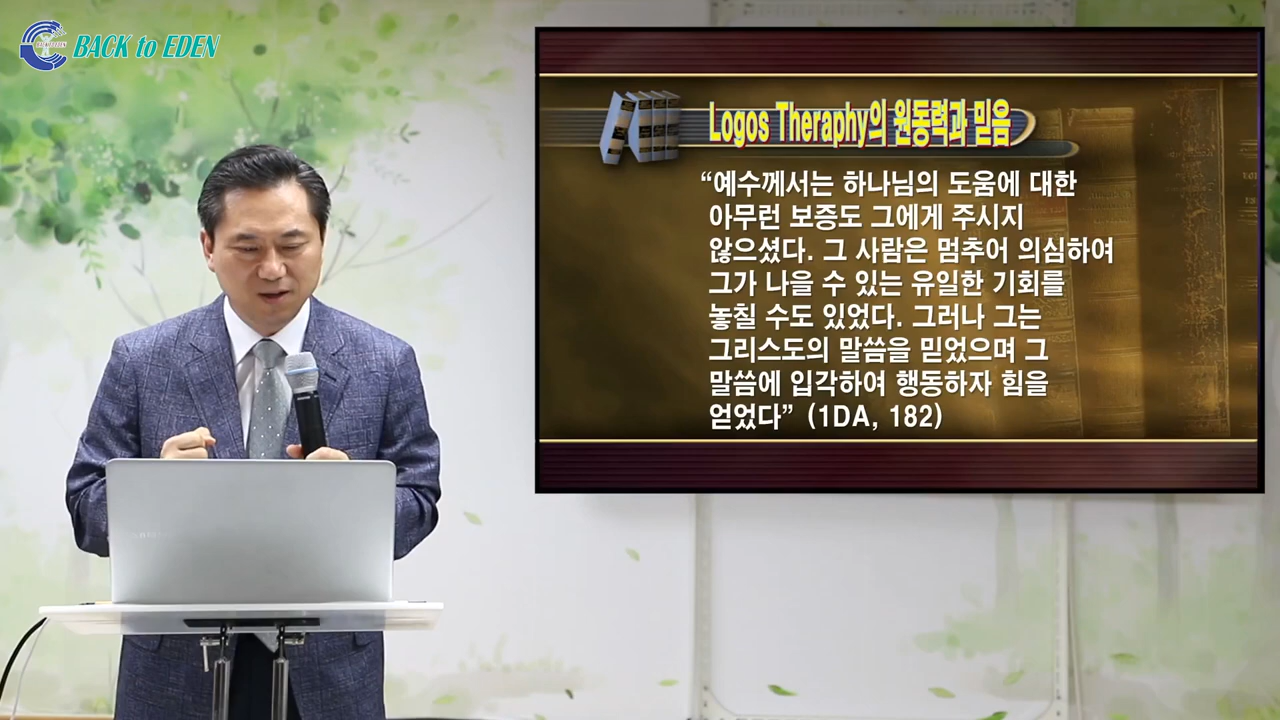 BACK to EDEN
Logos Theraphy의 원동력과 믿음
“예수께서는 하나님의 도움에 대한
아무런 보증도 그에게 주시지
않으셨다. 그 사람은 멈추어 의심하여
그가 나을 수 있는 유일한 기회를
놓칠 수도 있었다. 그러나 그는
그리스도의 말씀을 믿었으며 그
말씀에 입각하여 행동하자 힘을
얻었다” (1DA, 182)